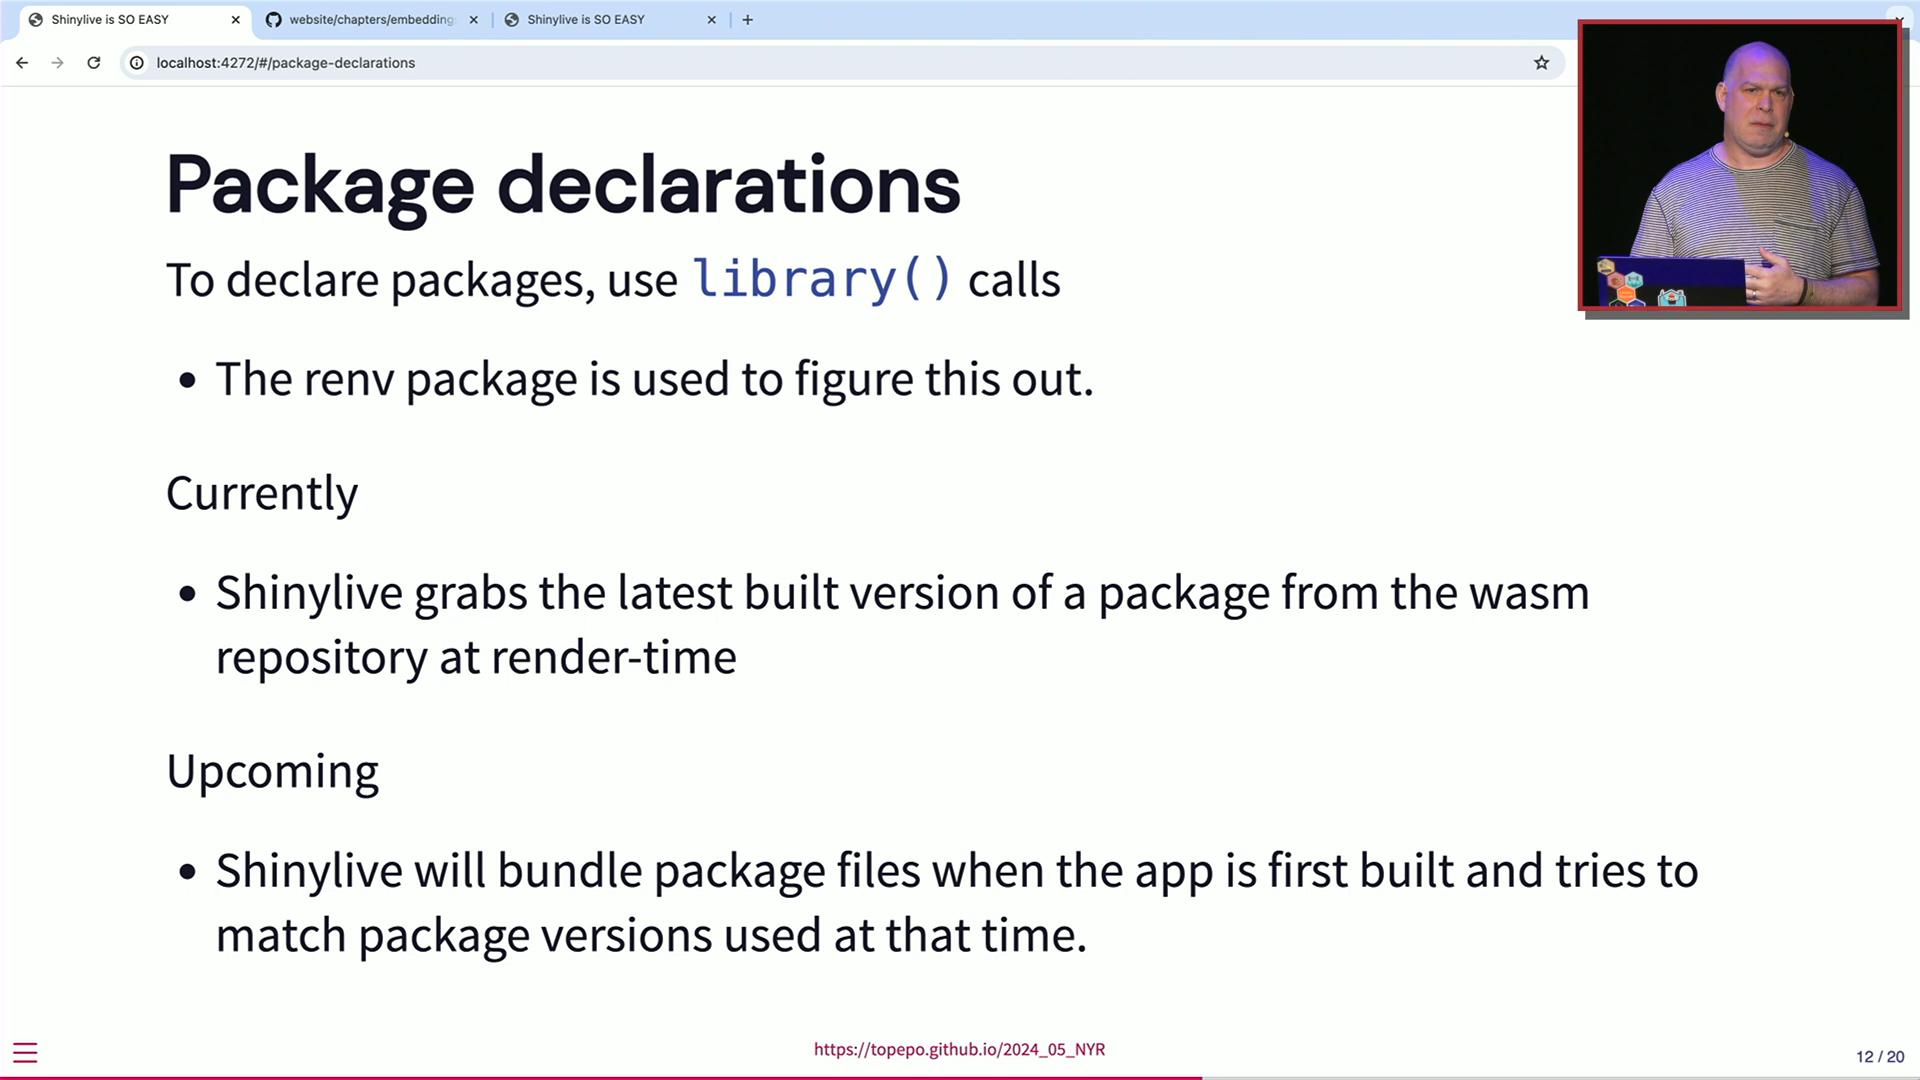 Shinylive is SO EASY
website/chapters/embedding
Shinylive is SO EASY
localhost:4272/#/package-declarations
Package declarations
To declare packages, use library() calls
• The renv package is used to figure this out.
Currently
• Shinylive grabs the latest built version of a package from the wasm
repository at render-time
Upcoming
• Shinylive will bundle package files when the app is first built and tries to
match package versions used at that time.
https://topepo.github.io/2024_05_NYR
12 / 20